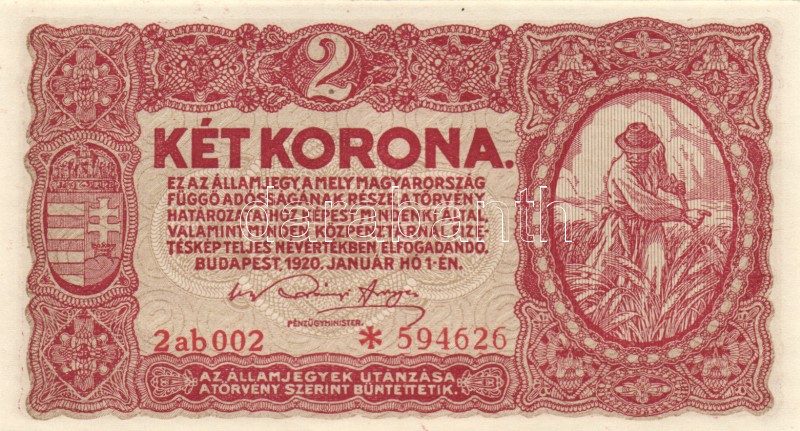 2
KÉT KORONA.
EZ AZ ÁLLAMJEGY, A MELY MAGYARORSZÁG
FÜGGŐ ADÓSSÁGÁNAK RÉSZE A TÖRVÉNY
HATÁROZATAIHOZ KÉPEST MINDENKI ÁLTAL,
VALAMINT MINDEN KÖZPÉNZTÁRNÁL FIZE-
TÉSKÉP TELJES NÉVÉRTÉKBEN ELFOGADANDÓ.
BUDAPEST, 1920. JANUÁR HÓ 1-ÉN.
PÉNZÜGYMINISTER.
2ab002 * 594626
AZ ÁLLAMJEGYEK UTÁNZÁSA
A TÖRVÉNY SZERINT BÜNTETTETIK.
darabanth